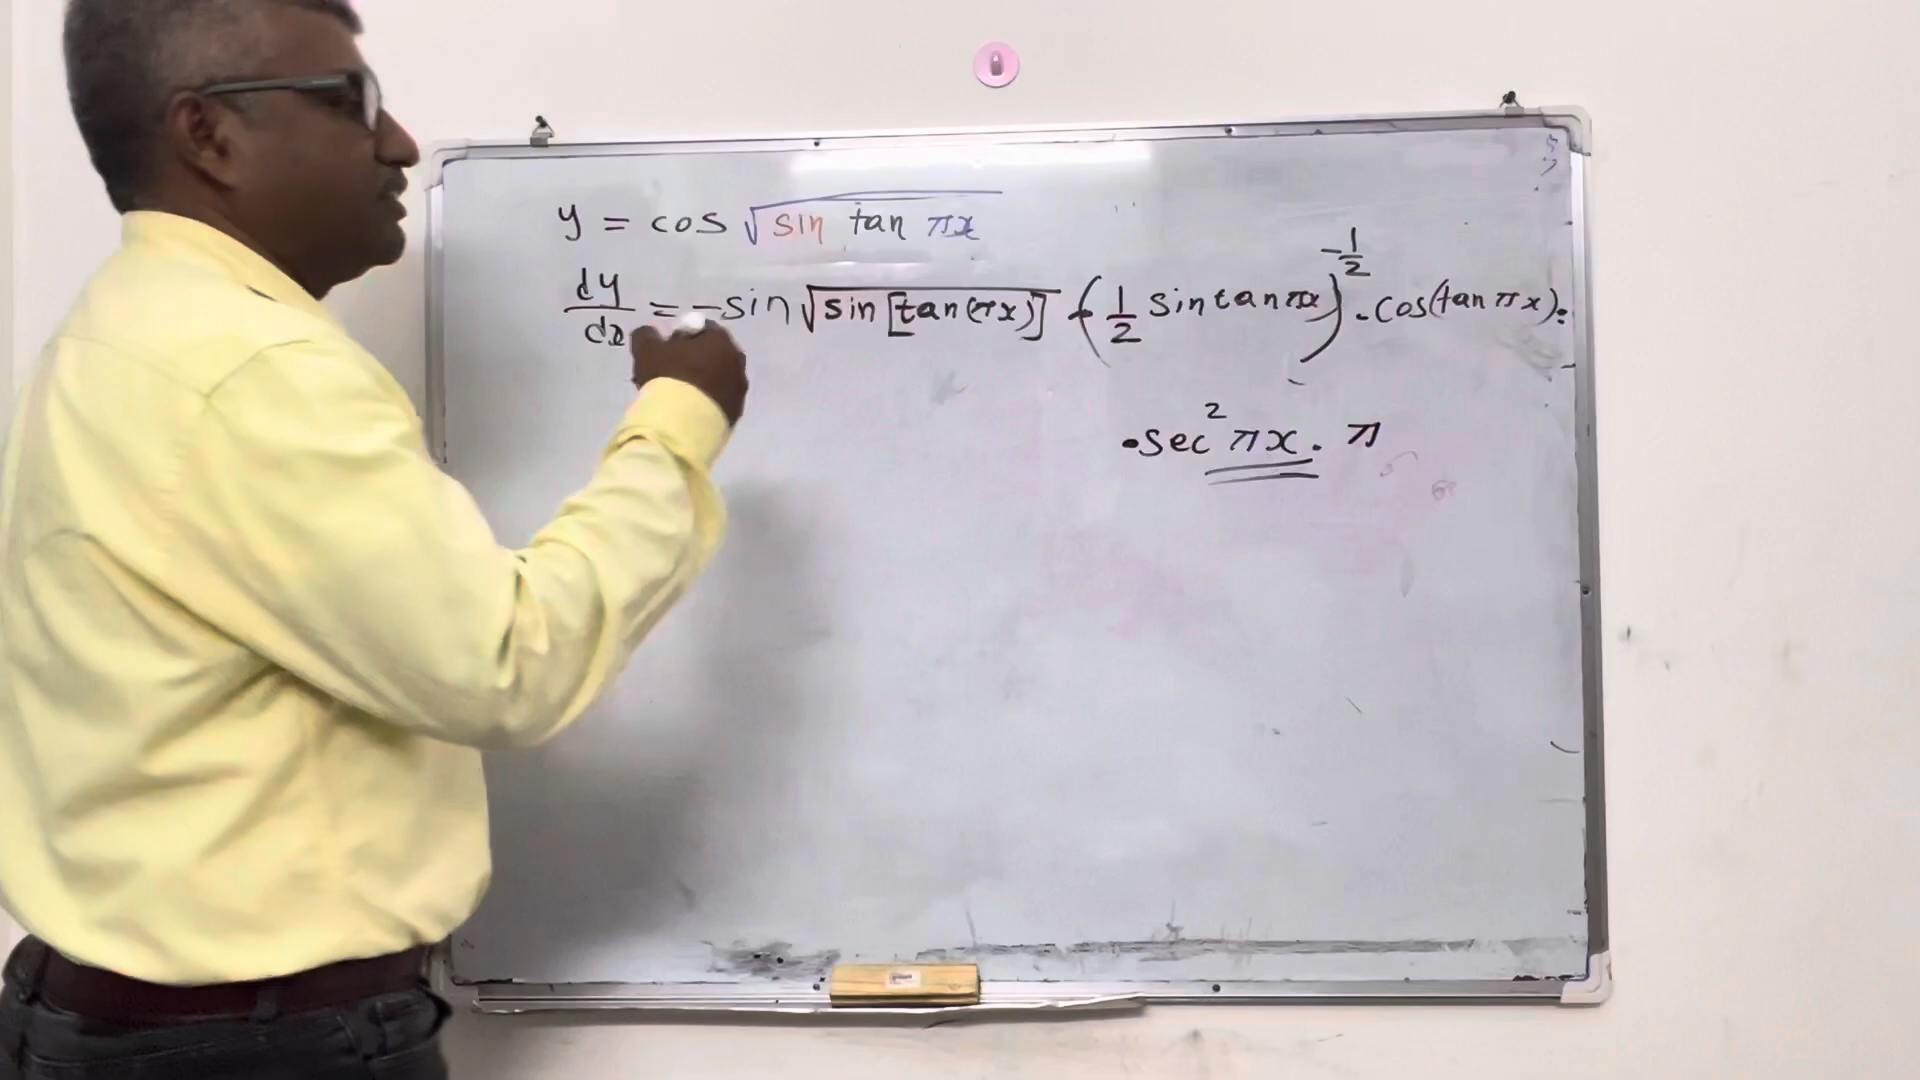 y = cos √sin tan πx
dy/dx = -sin √sin [tan(πx)] · (1/2 sin tan πx)^-1/2 · cos(tan πx) ·
· sec² πx · π